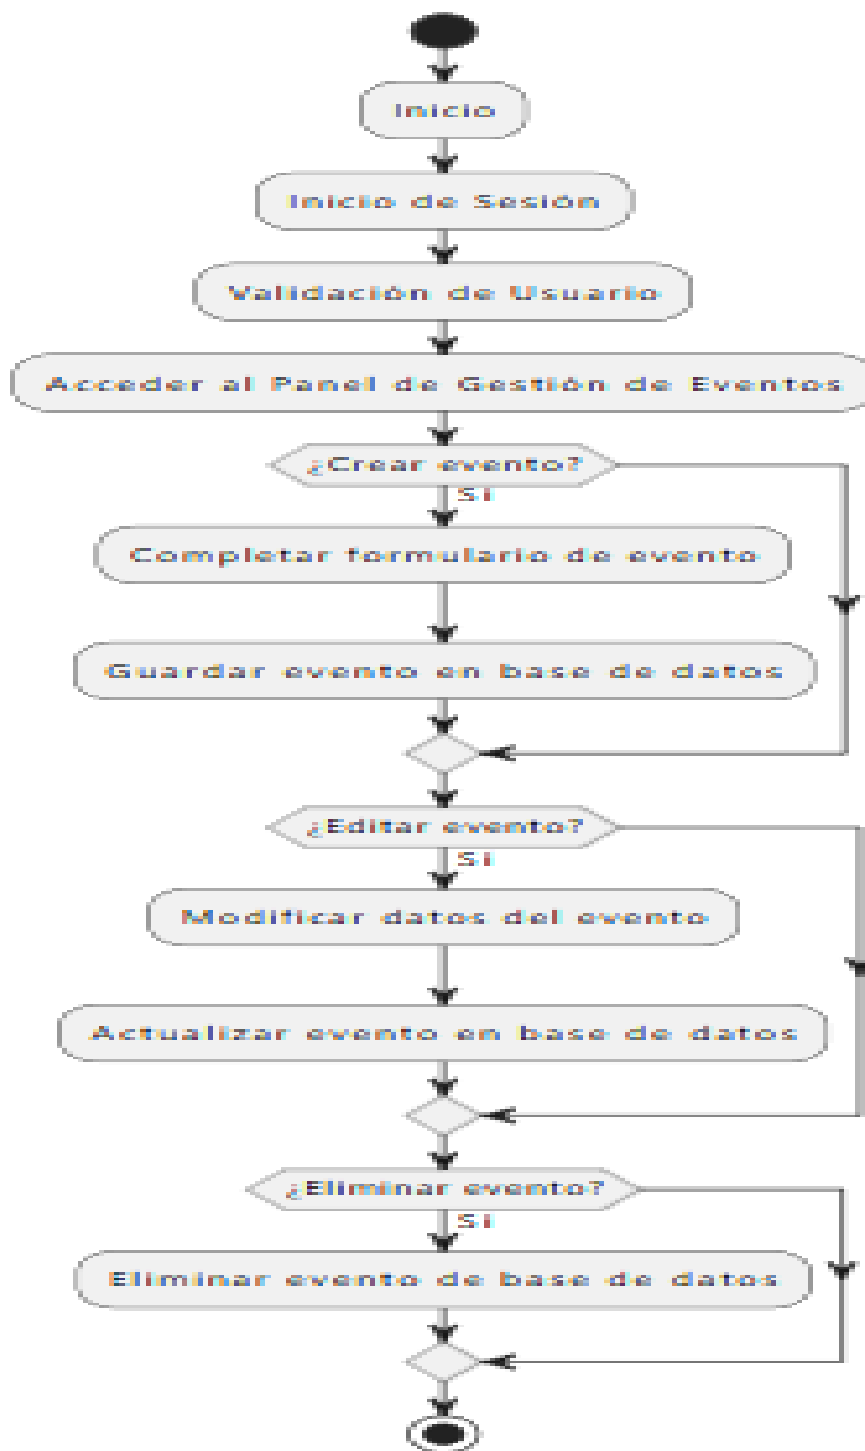 Inicio
Inicio de Sesión
Validación de Usuario
Acceder al Panel de Gestión de Eventos
¿Crear evento?
Si
Completar formulario de evento
Guardar evento en base de datos
¿Editar evento?
Si
Modificar datos del evento
Actualizar evento en base de datos
¿Eliminar evento?
Si
Eliminar evento de base de datos